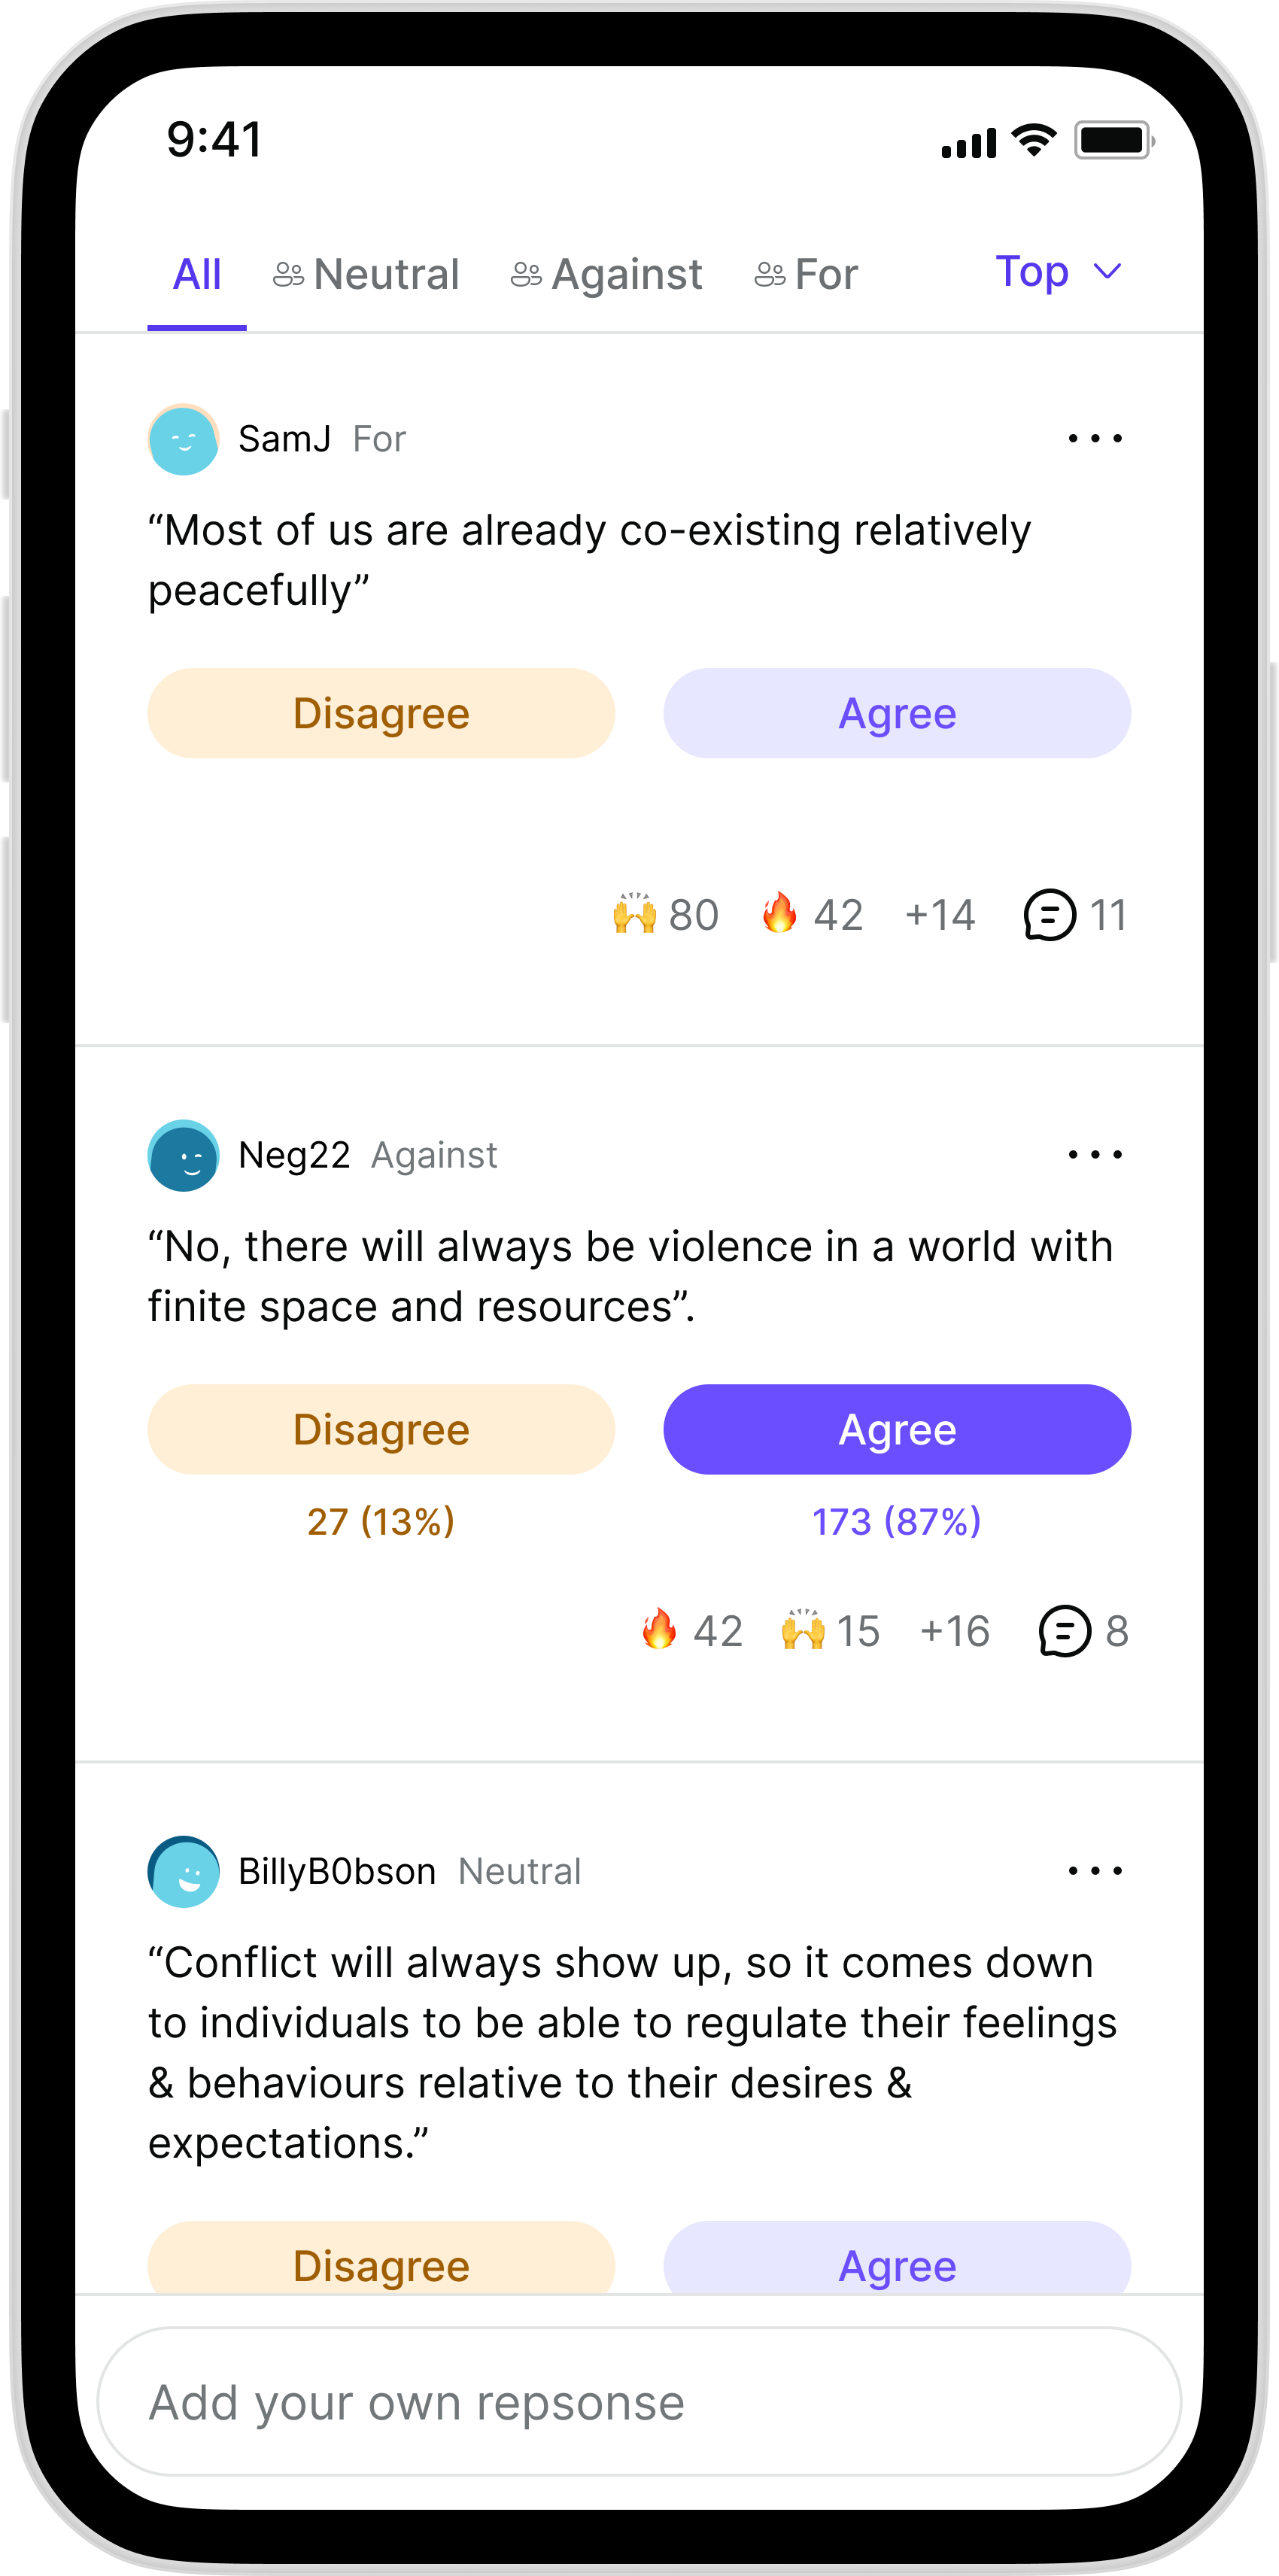 9:41
All Neutral Against For Top
SamJ For
“Most of us are already co-existing relatively
peacefully”
Disagree Agree
🙌 80 🔥 42 +14 11
Neg22 Against
“No, there will always be violence in a world with
finite space and resources”.
Disagree Agree
27 (13%) 173 (87%)
🔥 42 🙌 15 +16 8
BillyB0bson Neutral
“Conflict will always show up, so it comes down
to individuals to be able to regulate their feelings
& behaviours relative to their desires &
expectations.”
Disagree Agree
Add your own repsonse